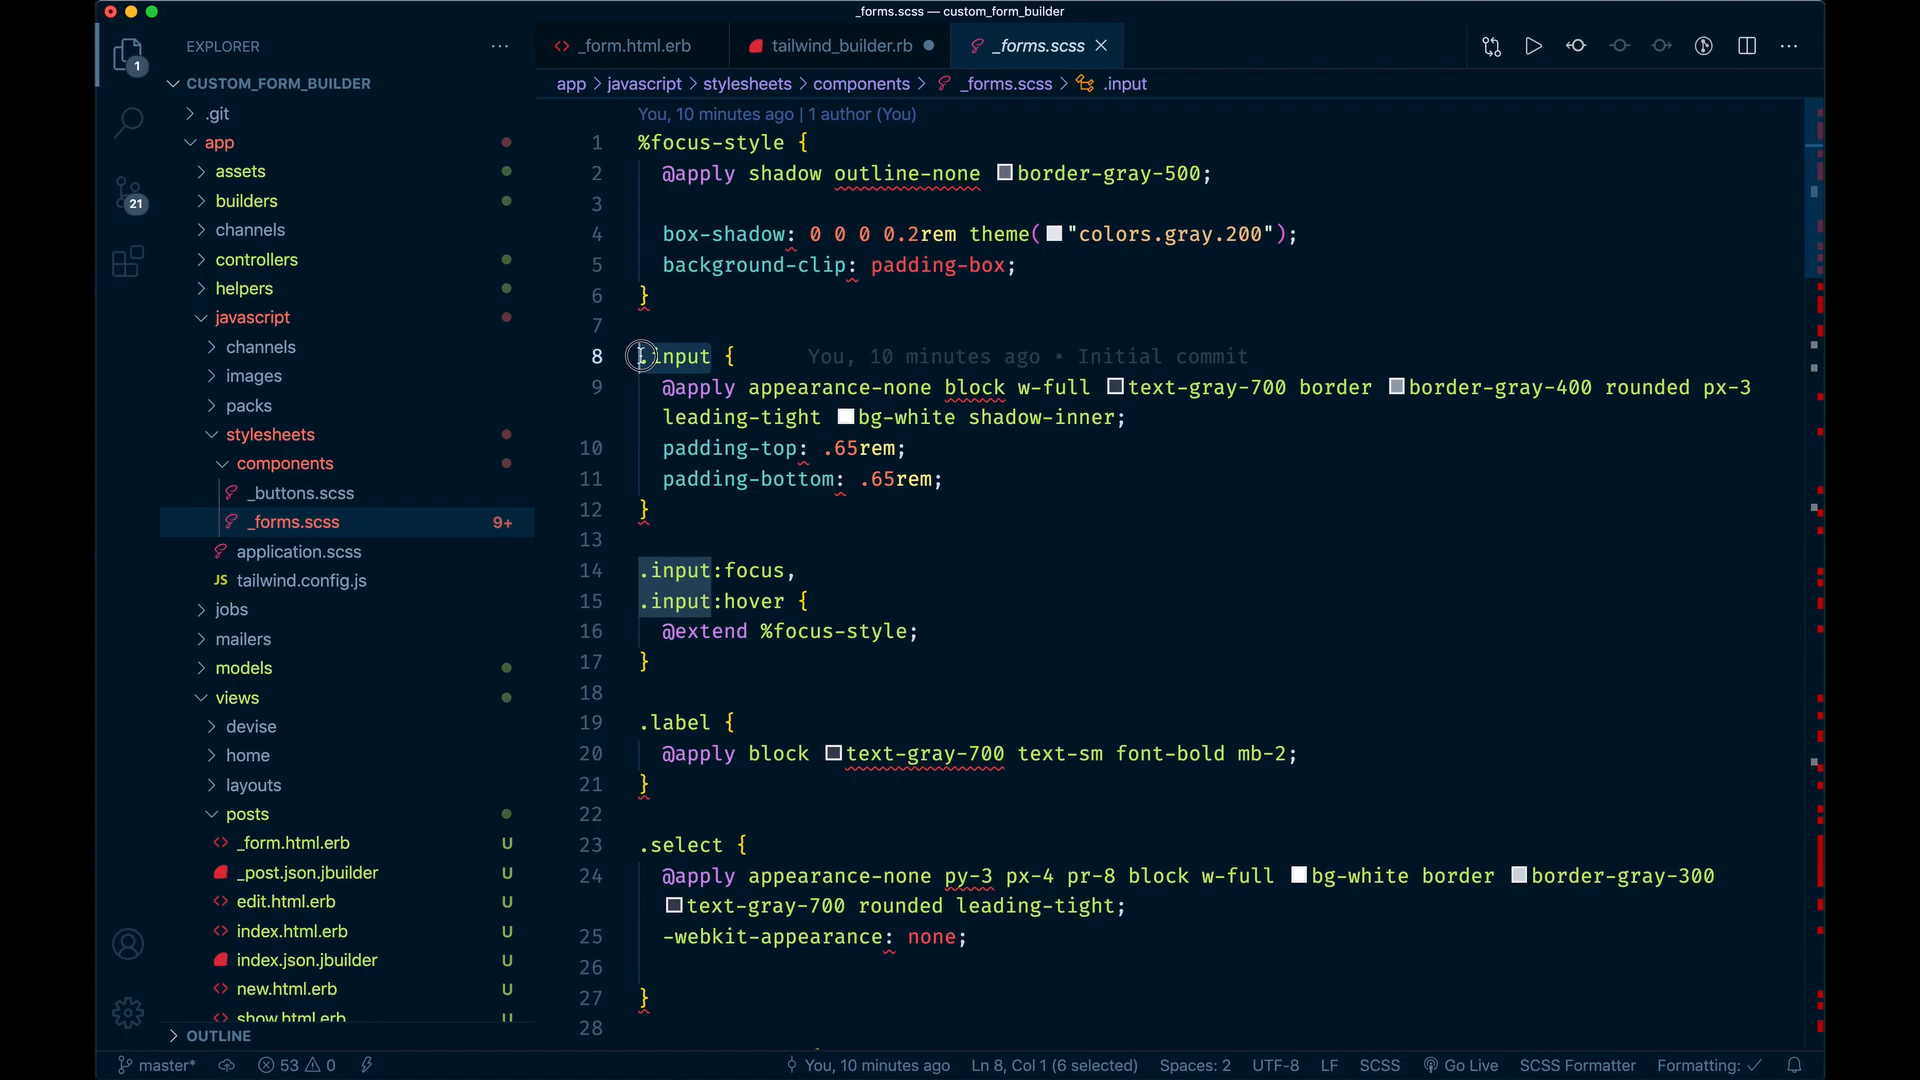 _forms.scss — custom_form_builder
EXPLORER
_form.html.erb
tailwind_builder.rb
_forms.scss
1
CUSTOM_FORM_BUILDER
app > javascript > stylesheets > components > _forms.scss > .input
.git
app
assets
builders
channels
controllers
helpers
javascript
channels
images
packs
stylesheets
components
_buttons.scss
_forms.scss 9+
application.scss
JS tailwind.config.js
jobs
mailers
models
views
devise
home
layouts
posts
_form.html.erb U
_post.json.jbuilder U
edit.html.erb U
index.html.erb U
index.json.jbuilder U
new.html.erb U
show.html.erb U
OUTLINE
21
You, 10 minutes ago | 1 author (You)
1 %focus-style {
2 @apply shadow outline-none border-gray-500;
3
4 box-shadow: 0 0 0 0.2rem theme("colors.gray.200");
5 background-clip: padding-box;
6 }
7
8 .input { You, 10 minutes ago • Initial commit
9 @apply appearance-none block w-full text-gray-700 border border-gray-400 rounded px-3
leading-tight bg-white shadow-inner;
10 padding-top: .65rem;
11 padding-bottom: .65rem;
12 }
13
14 .input:focus,
15 .input:hover {
16 @extend %focus-style;
17 }
18
19 .label {
20 @apply block text-gray-700 text-sm font-bold mb-2;
21 }
22
23 .select {
24 @apply appearance-none py-3 px-4 pr-8 block w-full bg-white border border-gray-300
text-gray-700 rounded leading-tight;
25 -webkit-appearance: none;
26
27 }
28
master* 53 0 You, 10 minutes ago Ln 8, Col 1 (6 selected) Spaces: 2 UTF-8 LF SCSS Go Live SCSS Formatter Formatting: ✓